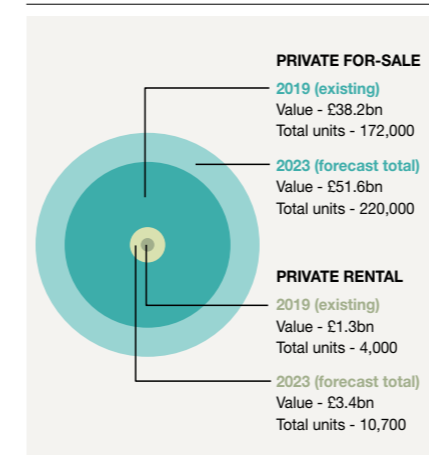 PRIVATE FOR-SALE
2019 (existing)
Value - £38.2bn
Total units - 172,000
2023 (forecast total)
Value - £51.6bn
Total units - 220,000
PRIVATE RENTAL
2019 (existing)
Value - £1.3bn
Total units - 4,000
2023 (forecast total)
Value - £3.4bn
Total units - 10,700